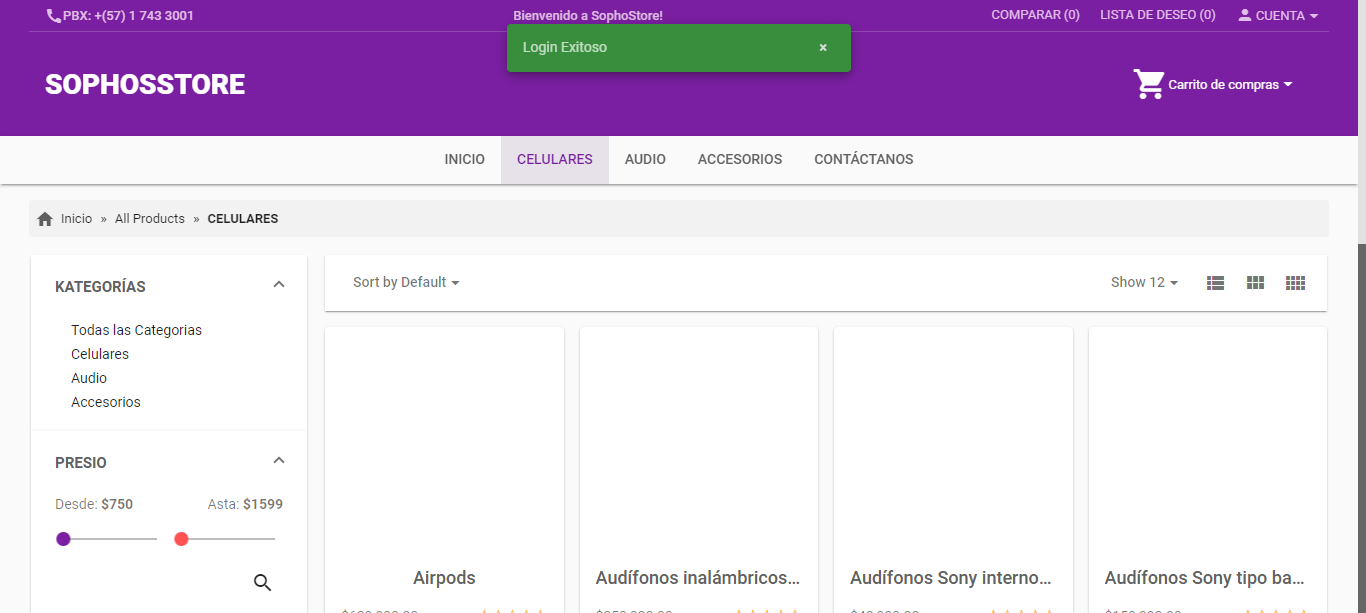 PBX: +(57) 1 743 3001
Bienvenido a SophoStore!
COMPARAR (0)
LISTA DE DESEO (0)
CUENTA
Login Exitoso
×
SOPHOSSTORE
Carrito de compras
INICIO
CELULARES
AUDIO
ACCESORIOS
CONTÁCTANOS
Inicio » All Products » CELULARES
KATEGORÍAS
Todas las Categorias
Celulares
Audio
Accesorios
PRESIO
Desde: $750
Asta: $1599
Sort by Default
Show 12
Airpods
Audífonos inalámbricos...
Audífonos Sony interno...
Audífonos Sony tipo ba...